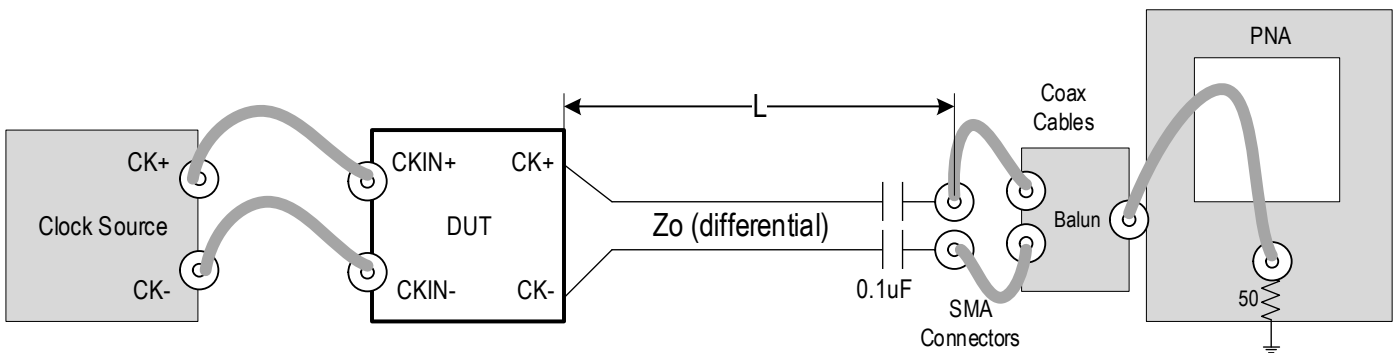 PNA
L
Coax
Cables
CK+
CKIN+
CK+
Clock Source
DUT
Zo (differential)
Balun
CK-
CKIN-
CK-
0.1uF
SMA
Connectors
50